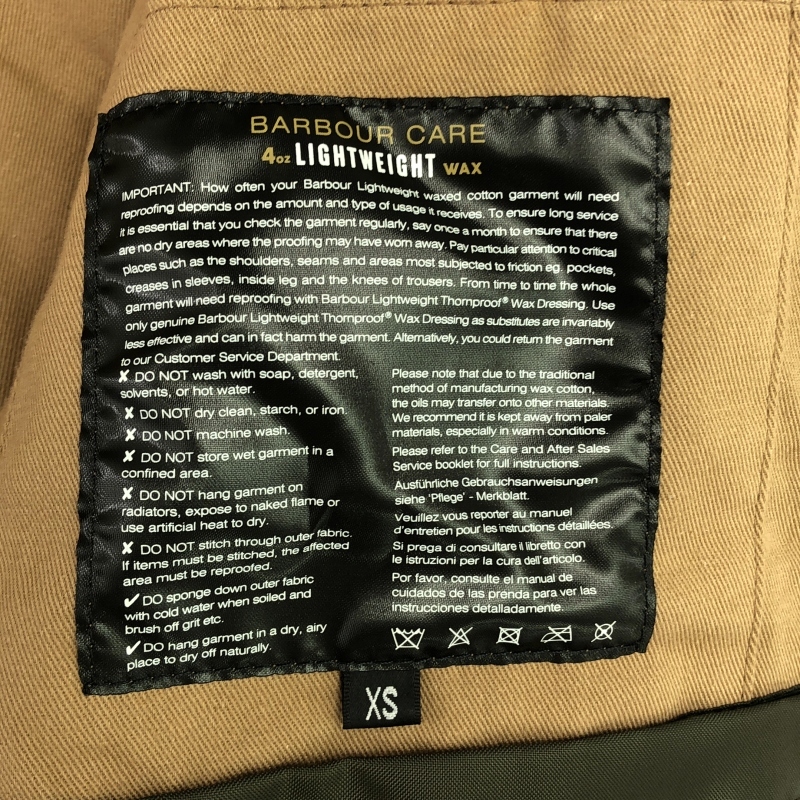 BARBOUR CARE
4oz LIGHTWEIGHT WAX
IMPORTANT: How often your Barbour Lightweight waxed cotton garment will need
reproofing depends on the amount and type of usage it receives. To ensure long service
it is essential that you check the garment regularly, say once a month to ensure that there
are no dry areas where the proofing may have worn away. Pay particular attention to critical
places such as the shoulders, seams and areas most subjected to friction eg. pockets,
creases in sleeves, inside leg and the knees of trousers. From time to time the whole
garment will need reproofing with Barbour Lightweight Thornproof® Wax Dressing. Use
only genuine Barbour Lightweight Thornproof® Wax Dressing as substitutes are invariably
less effective and can in fact harm the garment. Alternatively, you could return the garment
to our Customer Service Department.
✘ DO NOT wash with soap, detergent,
solvents, or hot water.
✘ DO NOT dry clean, starch, or iron.
✘ DO NOT machine wash.
✘ DO NOT store wet garment in a
confined area.
✘ DO NOT hang garment on
radiators, expose to naked flame or
use artificial heat to dry.
✘ DO NOT stitch through outer fabric.
If items must be stitched, the affected
area must be reproofed.
✔ DO sponge down outer fabric
with cold water when soiled and
brush off grit etc.
✔ DO hang garment in a dry, airy
place to dry off naturally.
Please note that due to the traditional
method of manufacturing wax cotton,
the oils may transfer onto other materials.
We recommend it is kept away from paler
materials, especially in warm conditions.
Please refer to the Care and After Sales
Service booklet for full instructions.
Ausführliche Gebrauchsanweisungen
siehe 'Pflege' - Merkblatt.
Veuillez vous reporter au manuel
d'entretien pour les instructions détaillées.
Si prega di consultare il libretto con
le istruzioni per la cura dell'articolo.
Por favor, consulte el manual de
cuidados de las prenda para ver las
instrucciones detalladamente.
XS